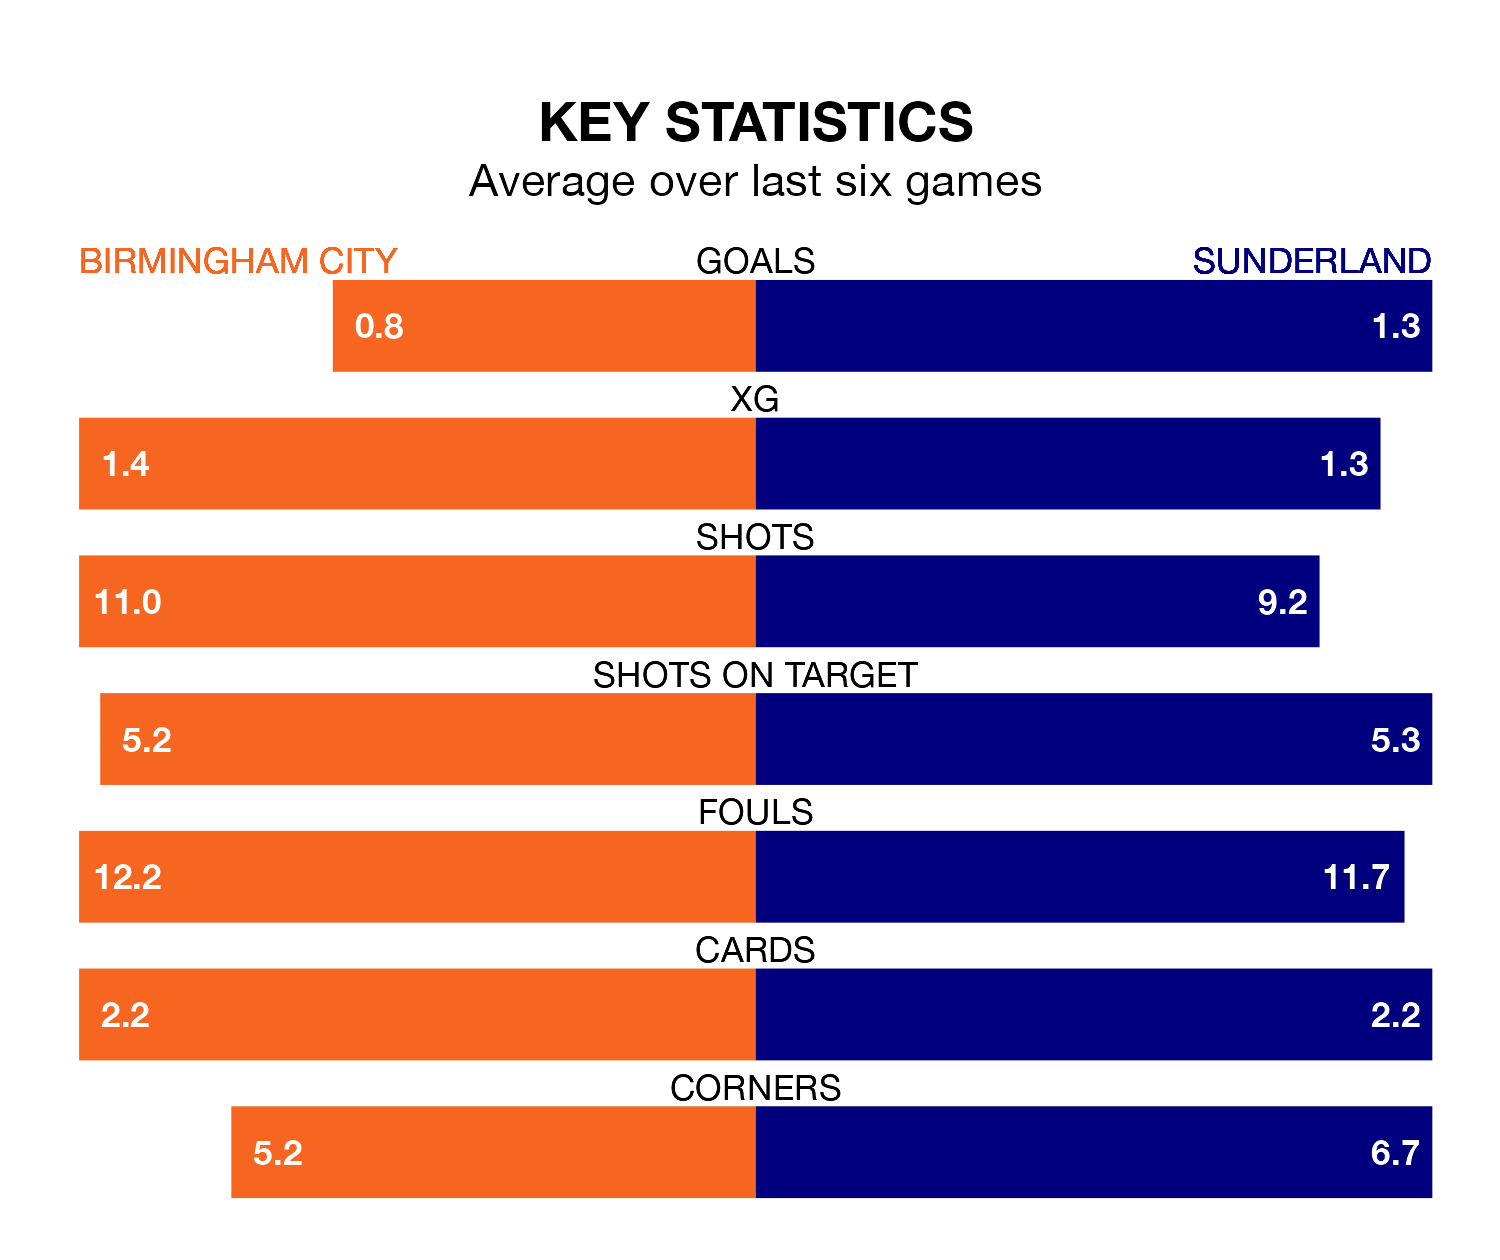 KEY STATISTICS
Average over last six games
BIRMINGHAM CITY GOALS SUNDERLAND
0.8 1.3
XG
1.4 1.3
SHOTS
11.0 9.2
SHOTS ON TARGET
5.2 5.3
FOULS
12.2 11.7
CARDS
2.2 2.2
CORNERS
5.2 6.7